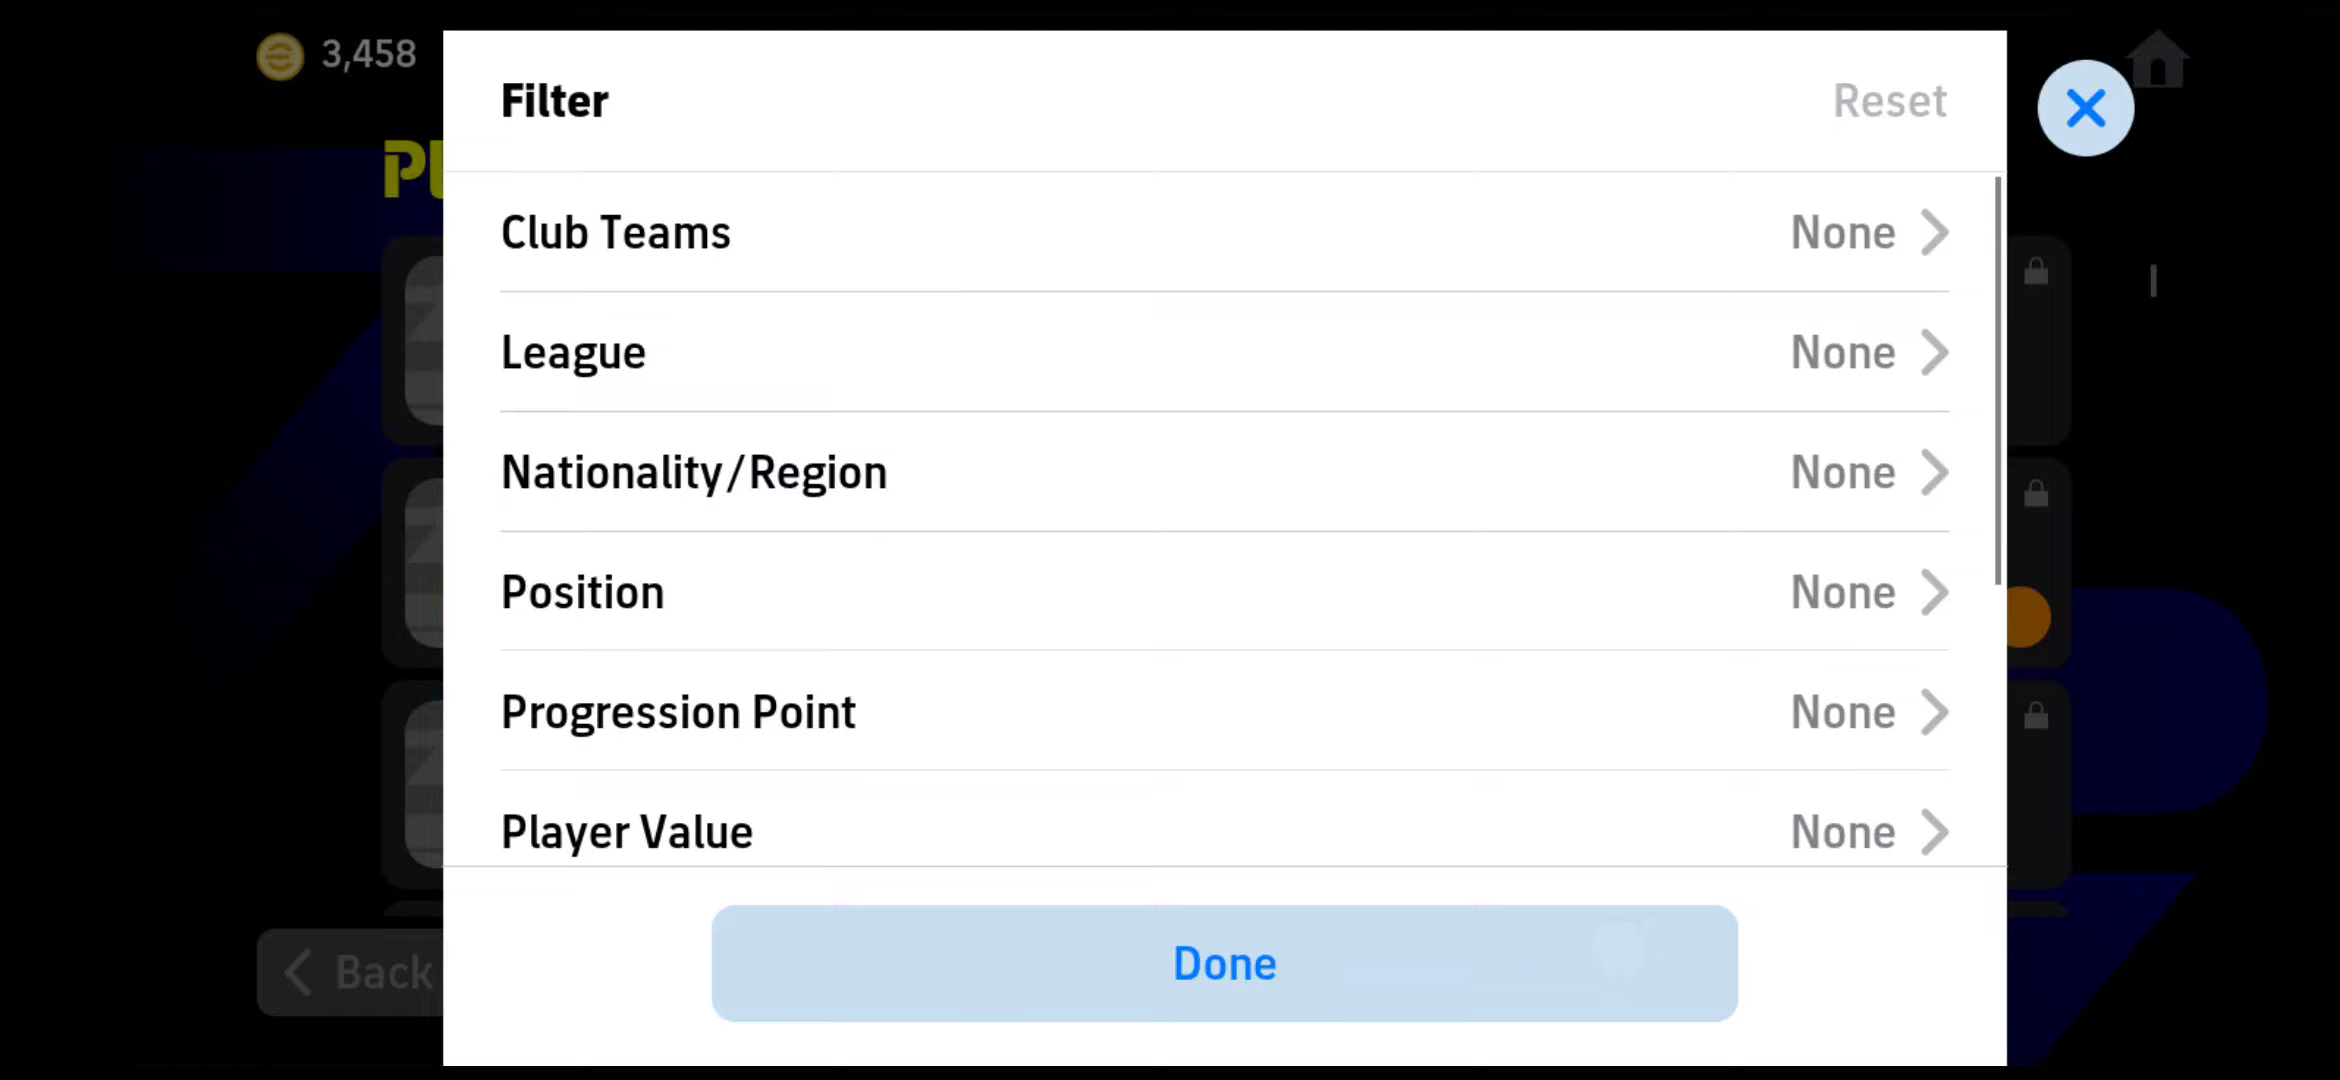 3,458
Filter
Reset
Club Teams None
League None
Nationality/Region None
Position None
Progression Point None
Player Value None
Back
Done